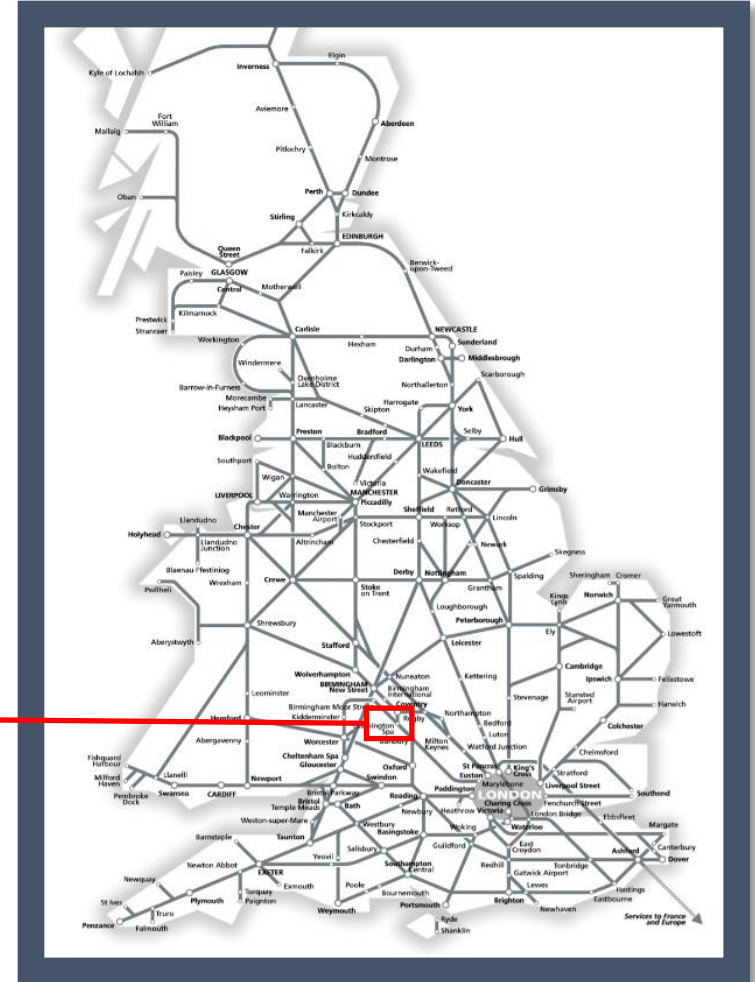 Inverness
Elgin
Kyle of Lochalsh
Aviemore
Fort
William
Mallaig
Aberdeen
Pitlochry
Montrose
Perth
Dundee
Oban
Stirling
Kirkcaldy
EDINBURGH
Queen
Street
Falkirk
Berwick-
upon-Tweed
Paisley
GLASGOW
Central
Motherwell
Prestwick
Stranraer
Kilmarnock
Carlisle
NEWCASTLE
Workington
Hexham
Durham
Sunderland
Darlington
Middlesbrough
Windermere
Scarborough
Oxenholme
Lake District
Barrow-in-Furness
Northallerton
Morecambe
Heysham Port
Lancaster
Harrogate
York
Skipton
Blackpool
Preston
Bradford
LEEDS
Selby
Hull
Blackburn
Huddersfield
Southport
Bolton
Wakefield
Wigan
Victoria
MANCHESTER
Piccadilly
Doncaster
Grimsby
LIVERPOOL
Warrington
Manchester
Airport
Sheffield
Retford
Llandudno
Stockport
Worksop
Lincoln
Holyhead
Chester
Llandudno
Junction
Altrincham
Chesterfield
Newark
Skegness
Blaenau Ffestiniog
Wrexham
Crewe
Stoke
on Trent
Derby
Nottingham
Grantham
Spalding
Sheringham
Cromer
Pwllheli
Loughborough
Kings
Lynn
Norwich
Great
Yarmouth
Shrewsbury
Peterborough
Ely
Aberystwyth
Stafford
Leicester
Lowestoft
Wolverhampton
Nuneaton
Kettering
Cambridge
BIRMINGHAM
New Street
Birmingham
International
Ipswich
Felixstowe
Leominster
Birmingham Moor
Coventry
Stevenage
Stansted
Airport
Harwich
Hereford
Kidderminster
Rugby
Northampton
Bedford
Colchester
Spa
Abergavenny
Worcester
Banbury
Milton
Keynes
Luton
Watford Junction
Chelmsford
Cheltenham Spa
Gloucester
Oxford
St Pancras
Euston
King's
Cross
Stratford
Fishguard
Harbour
Milford
Haven
Llanelli
Newport
Swindon
Marylebone
Liverpool Street
Pembroke
Dock
Swansea
CARDIFF
Bristol Parkway
Reading
Paddington
LONDON
Southend
Bristol
Temple Meads
Bath
Newbury
Heathrow
Victoria
Charing Cross
Fenchurch Street
London Bridge
Ebbsfleet
Weston-super-Mare
Westbury
Basingstoke
Woking
Waterloo
Margate
Barnstaple
Taunton
Salisbury
Guildford
East
Croydon
Canterbury
Ashford
Dover
Newton Abbot
Yeovil
Southampton
Central
Redhill
Tonbridge
Gatwick Airport
Newquay
EXETER
Exmouth
Poole
Bournemouth
Lewes
Hastings
Eastbourne
St Ives
Truro
Plymouth
Torquay
Paignton
Weymouth
Portsmouth
Brighton
Newhaven
Penzance
Falmouth
Ryde
Shanklin
Services to France
and Europe